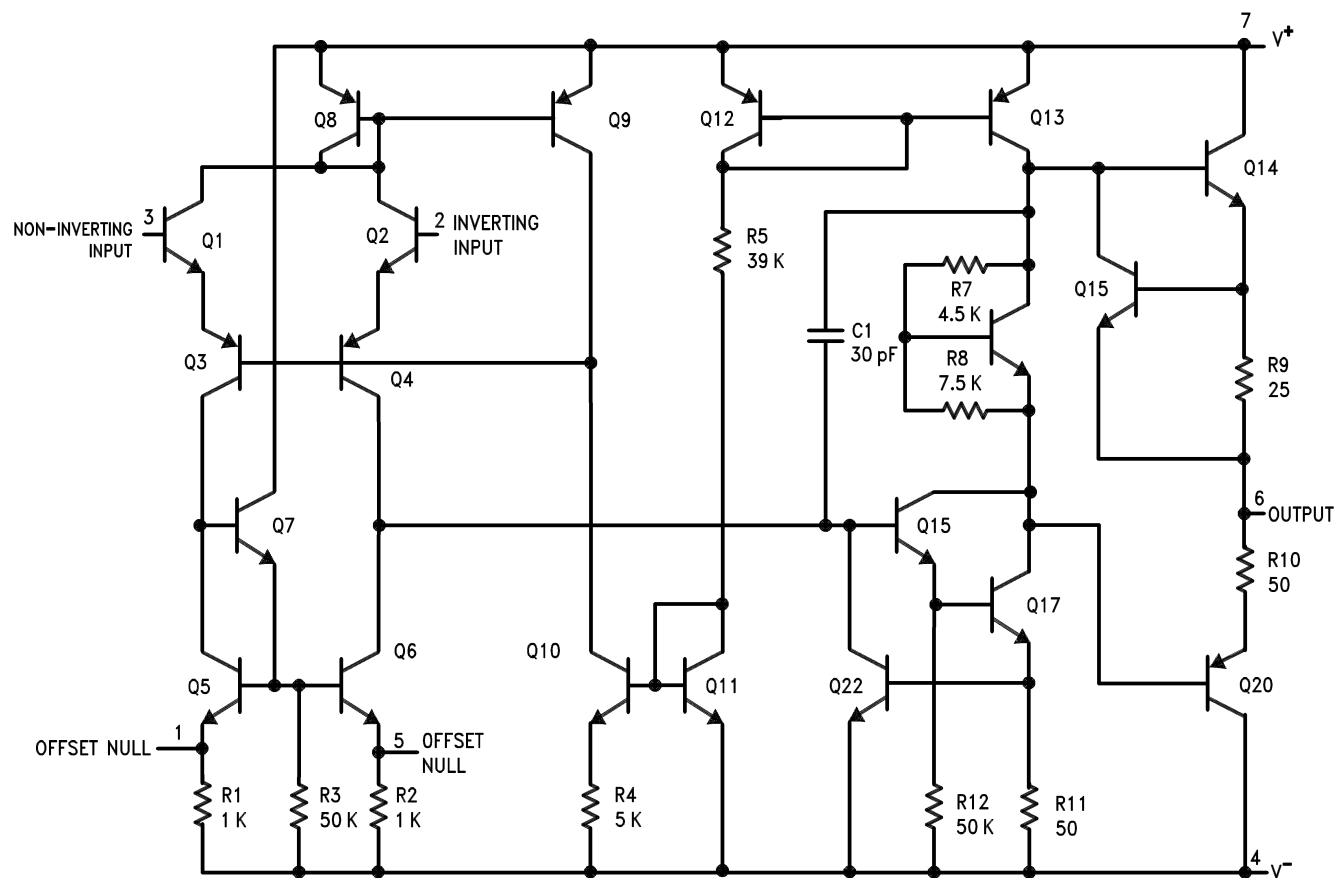 7
V+
Q8
Q9
Q12
Q13
Q14
3
NON-INVERTING
INPUT
Q1
Q2
2 INVERTING
INPUT
R5
39 K
R7
4.5 K
Q15
C1
30 pF
R8
7.5 K
R9
25
Q3
Q4
Q7
Q15
6
OUTPUT
R10
50
Q17
Q5
Q6
Q10
Q11
Q22
Q20
1
OFFSET NULL
5 OFFSET
NULL
R1
1 K
R3
50 K
R2
1 K
R4
5 K
R12
50 K
R11
50
4
V-